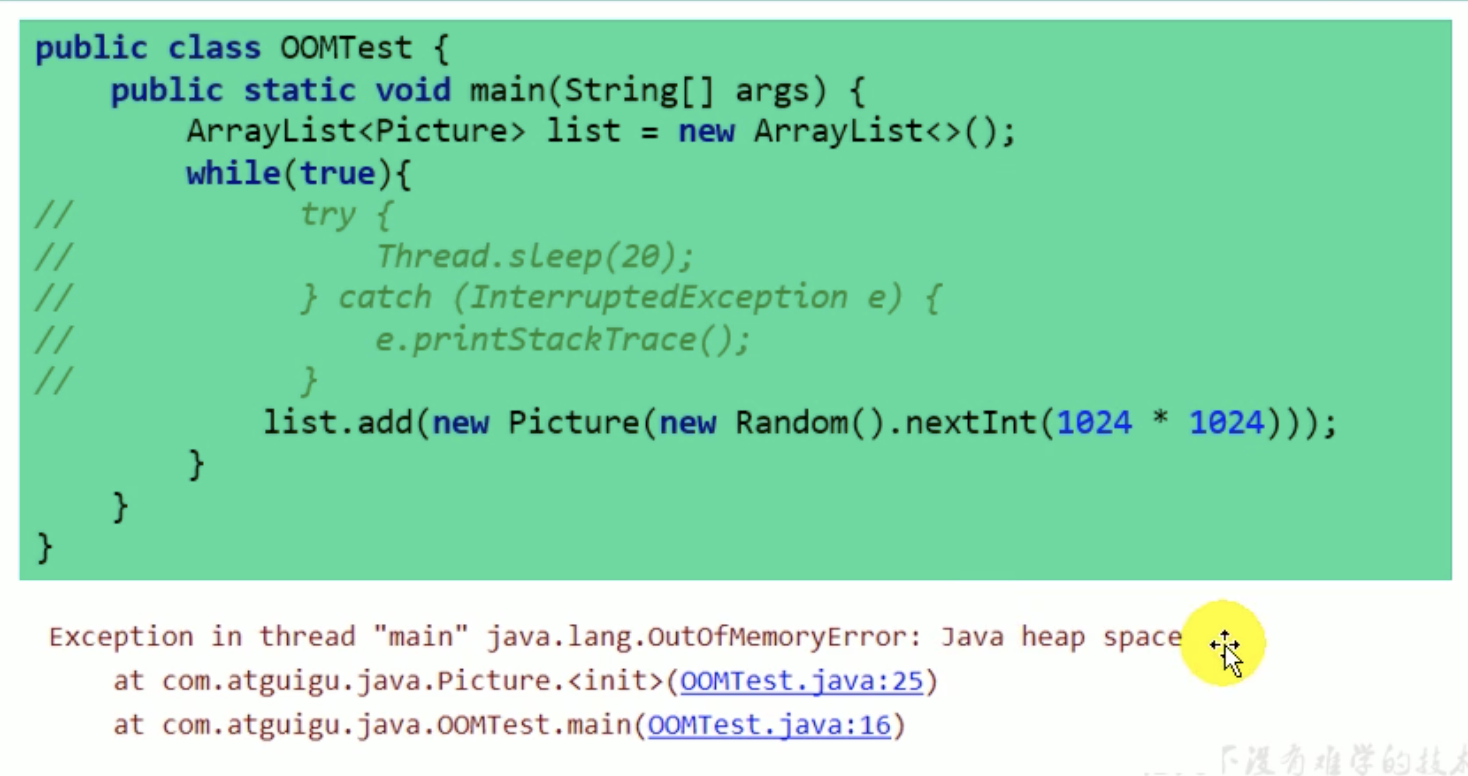 public class OOMTest {
    public static void main(String[] args) {
        ArrayList<Picture> list = new ArrayList<>();
        while(true){
//            try {
//                Thread.sleep(20);
//            } catch (InterruptedException e) {
//                e.printStackTrace();
//            }
            list.add(new Picture(new Random().nextInt(1024 * 1024)));
        }
    }
}
Exception in thread "main" java.lang.OutOfMemoryError: Java heap space
    at com.atguigu.java.Picture.<init>(OOMTest.java:25)
    at com.atguigu.java.OOMTest.main(OOMTest.java:16)
下没有难学的技